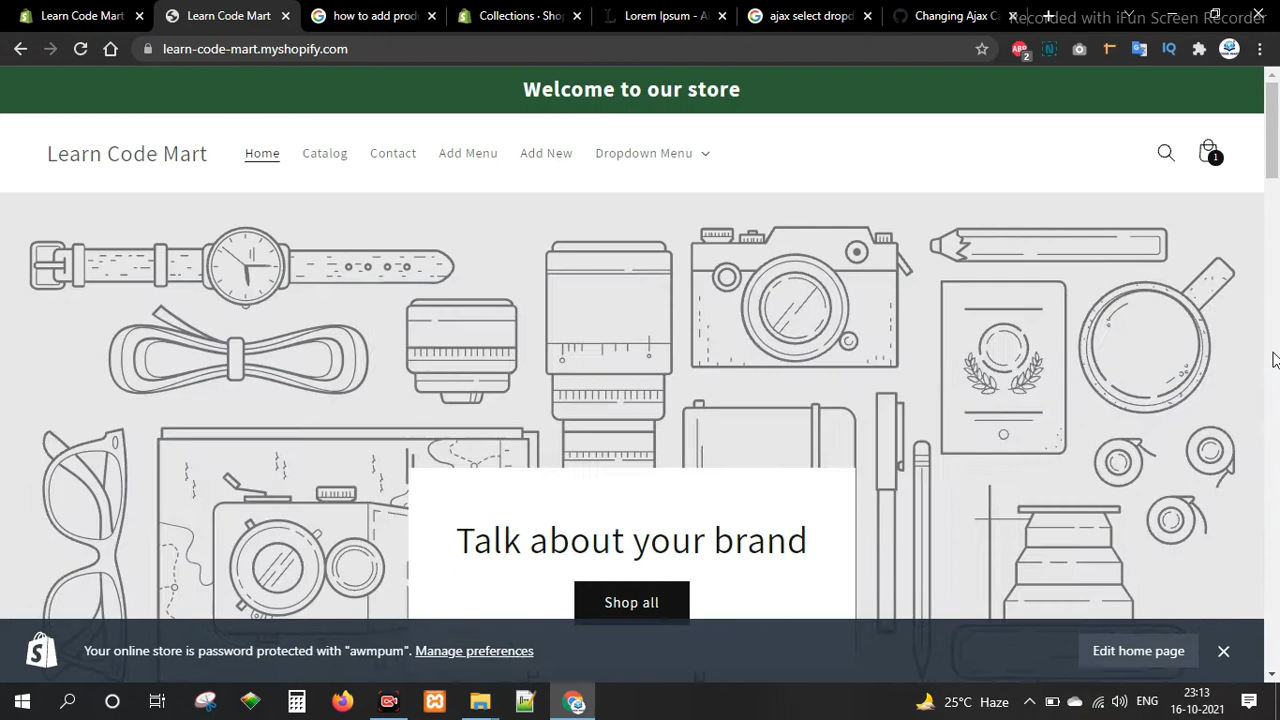 Learn Code Mart
Learn Code Mart
how to add prod
Collections · Shop
Lorem Ipsum - A
ajax select dropd
Changing Ajax C
Recorded with iFun Screen Recorder
learn-code-mart.myshopify.com
2
IQ
Welcome to our store
Learn Code Mart
Home
Catalog
Contact
Add Menu
Add New
Dropdown Menu
1
Talk about your brand
Shop all
Your online store is password protected with "awmpum". Manage preferences
Edit home page
25°C Haze
ENG
23:13
16-10-2021